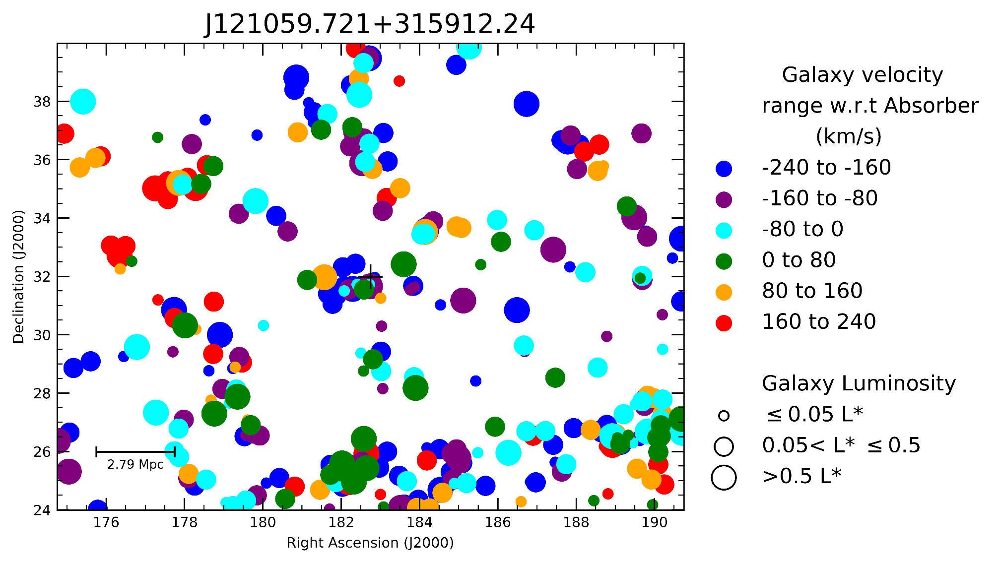 J121059.721+315912.24
Galaxy velocity
range w.r.t Absorber
(km/s)
-240 to -160
-160 to -80
-80 to 0
0 to 80
80 to 160
160 to 240
Galaxy Luminosity
≤0.05 L*
0.05< L* ≤0.5
>0.5 L*
Declination (J2000)
38
36
34
32
30
28
26
24
2.79 Mpc
176 178 180 182 184 186 188 190
Right Ascension (J2000)